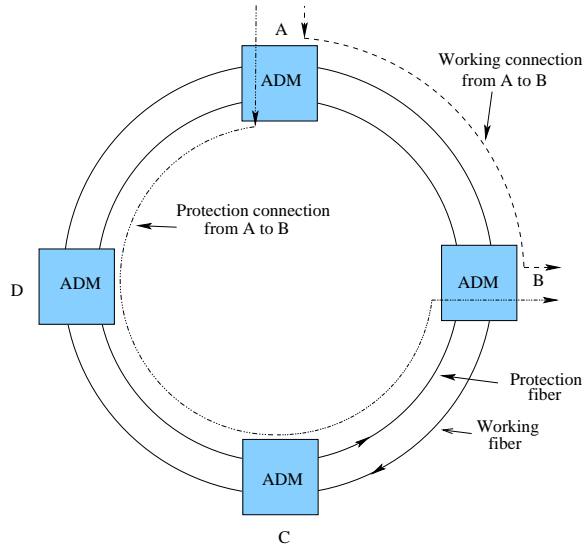 A
ADM
Working connection
from A to B
Protection connection
from A to B
D
ADM
ADM
B
Protection
fiber
Working
fiber
ADM
C